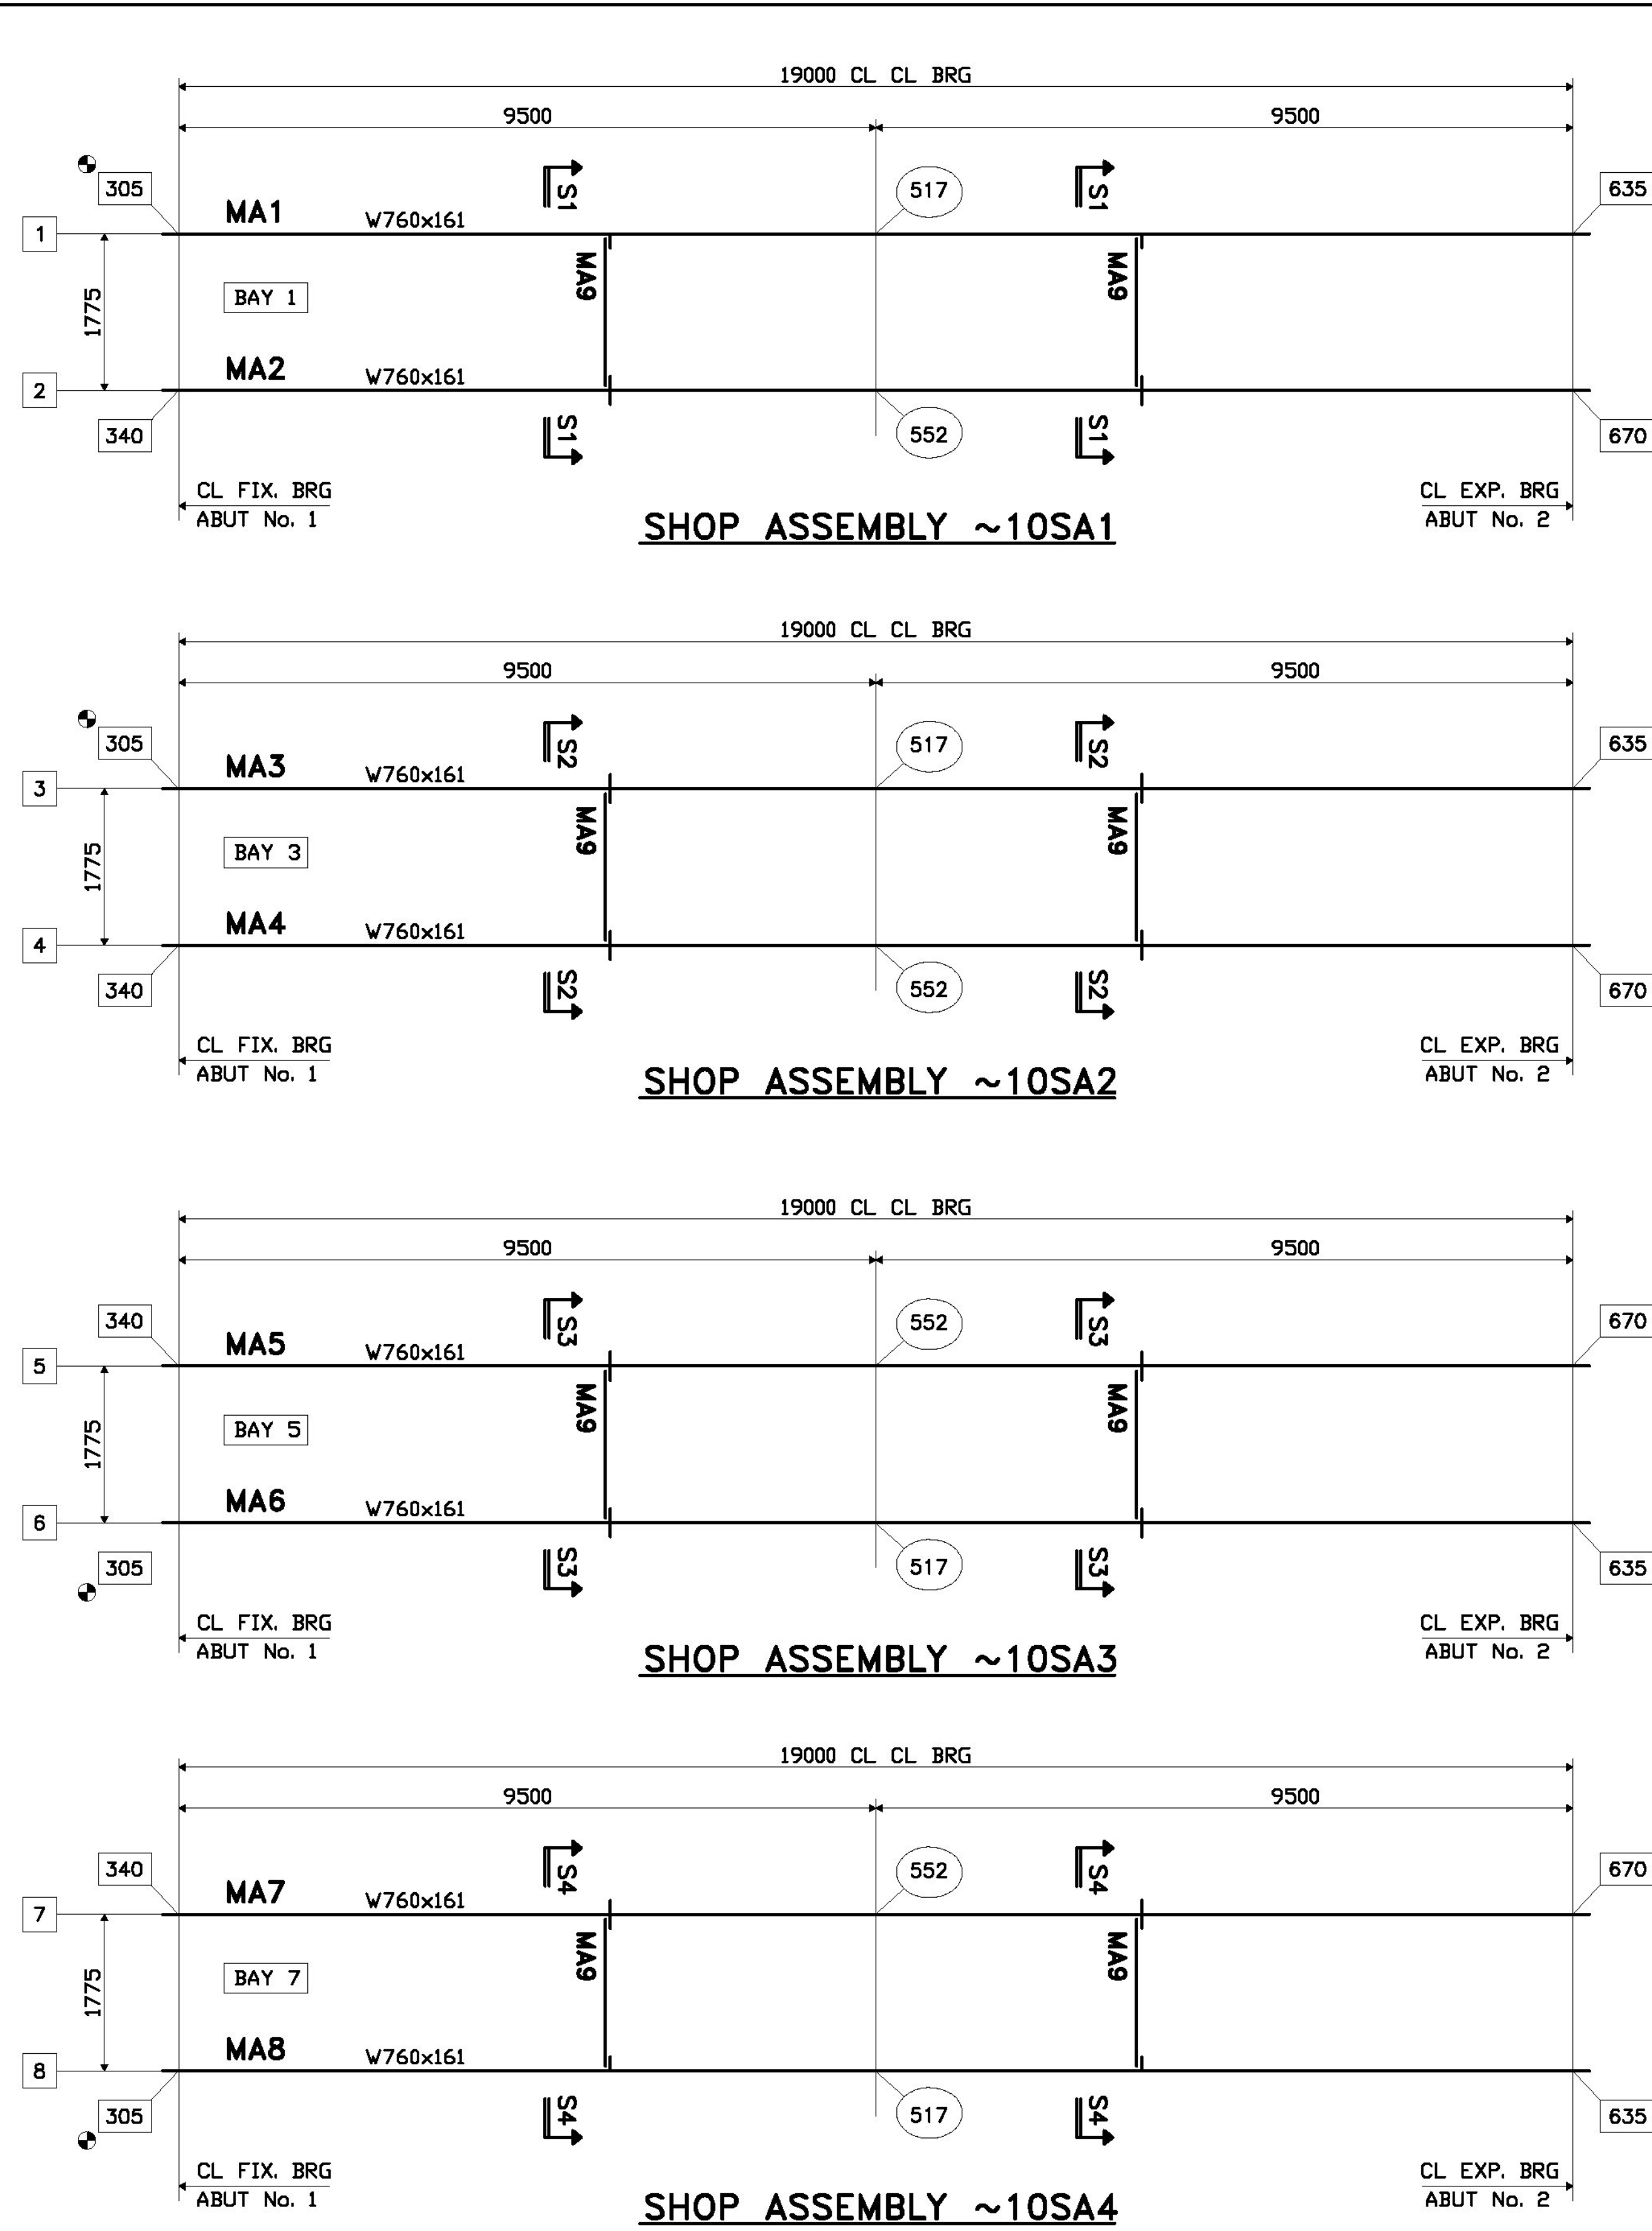 19000 CL CL BRG
9500 9500
305 S1 517 S1 635
MA1 W760x161
1
MA9 MA9
BAY 1
1775
MA2 W760x161
2
340 S1 552 S1 670
CL FIX. BRG CL EXP. BRG
ABUT No. 1 ABUT No. 2
SHOP ASSEMBLY ~10SA1
19000 CL CL BRG
9500 9500
305 S2 517 S2 635
MA3 W760x161
3
MA9 MA9
BAY 3
1775
MA4 W760x161
4
340 S2 552 S2 670
CL FIX. BRG CL EXP. BRG
ABUT No. 1 ABUT No. 2
SHOP ASSEMBLY ~10SA2
19000 CL CL BRG
9500 9500
340 S3 552 S3 670
MA5 W760x161
5
MA9 MA9
BAY 5
1775
MA6 W760x161
6
305 S3 517 S3 635
CL FIX. BRG CL EXP. BRG
ABUT No. 1 ABUT No. 2
SHOP ASSEMBLY ~10SA3
19000 CL CL BRG
9500 9500
340 S4 552 S4 670
MA7 W760x161
7
MA9 MA9
BAY 7
1775
MA8 W760x161
8
305 S4 517 S4 635
CL FIX. BRG CL EXP. BRG
ABUT No. 1 ABUT No. 2
SHOP ASSEMBLY ~10SA4